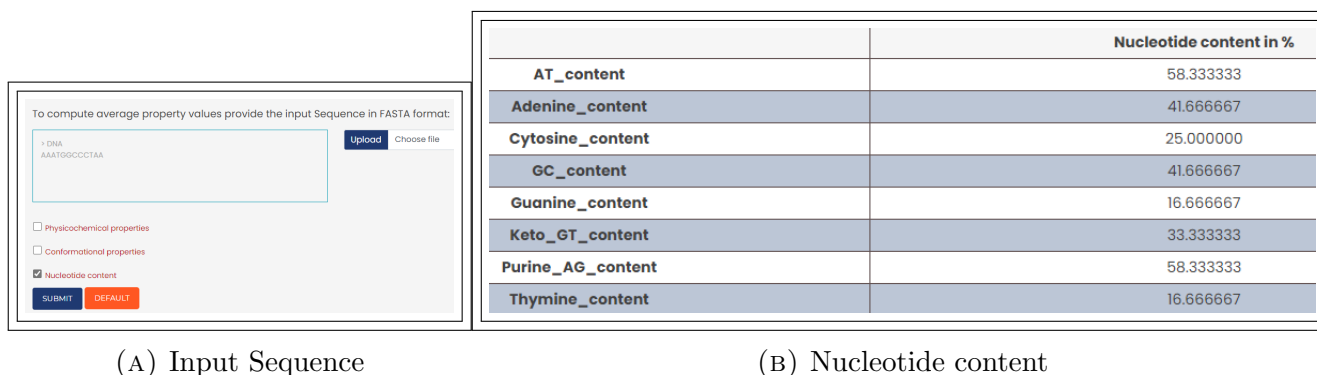 To compute average property values provide the input Sequence in FASTA format:
> DNA
AAATGGCCCTAA
Upload Choose file
Physicochemical properties
Conformational properties
Nucleotide content
SUBMIT DEFAULT
(A) Input Sequence
Nucleotide content in %
AT_content 58.333333
Adenine_content 41.666667
Cytosine_content 25.000000
GC_content 41.666667
Guanine_content 16.666667
Keto_GT_content 33.333333
Purine_AG_content 58.333333
Thymine_content 16.666667
(B) Nucleotide content